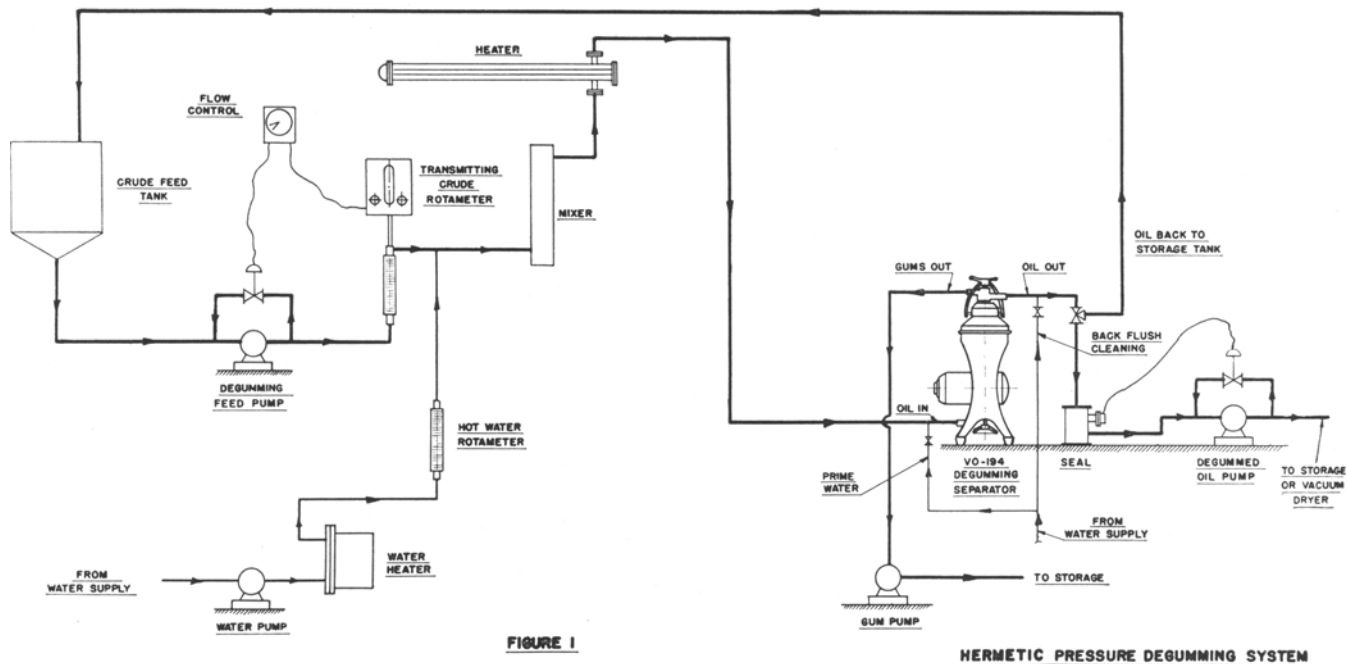 HEATER
FLOW
CONTROL
CRUDE FEED
TANK
TRANSMITTING
CRUDE
ROTAMETER
MIXER
OIL BACK TO
STORAGE TANK
GUMS OUT
OIL OUT
BACK FLUSH
CLEANING
DEGUMMING
FEED PUMP
OIL IN
HOT WATER
ROTAMETER
PRIME
WATER
VO-194
DEGUMMING
SEPARATOR
SEAL
DEGUMMED
OIL PUMP
TO STORAGE
OR VACUUM
DRYER
FROM
WATER SUPPLY
WATER
HEATER
FROM
WATER SUPPLY
TO STORAGE
WATER PUMP
GUM PUMP
FIGURE I
HERMETIC PRESSURE DEGUMMING SYSTEM